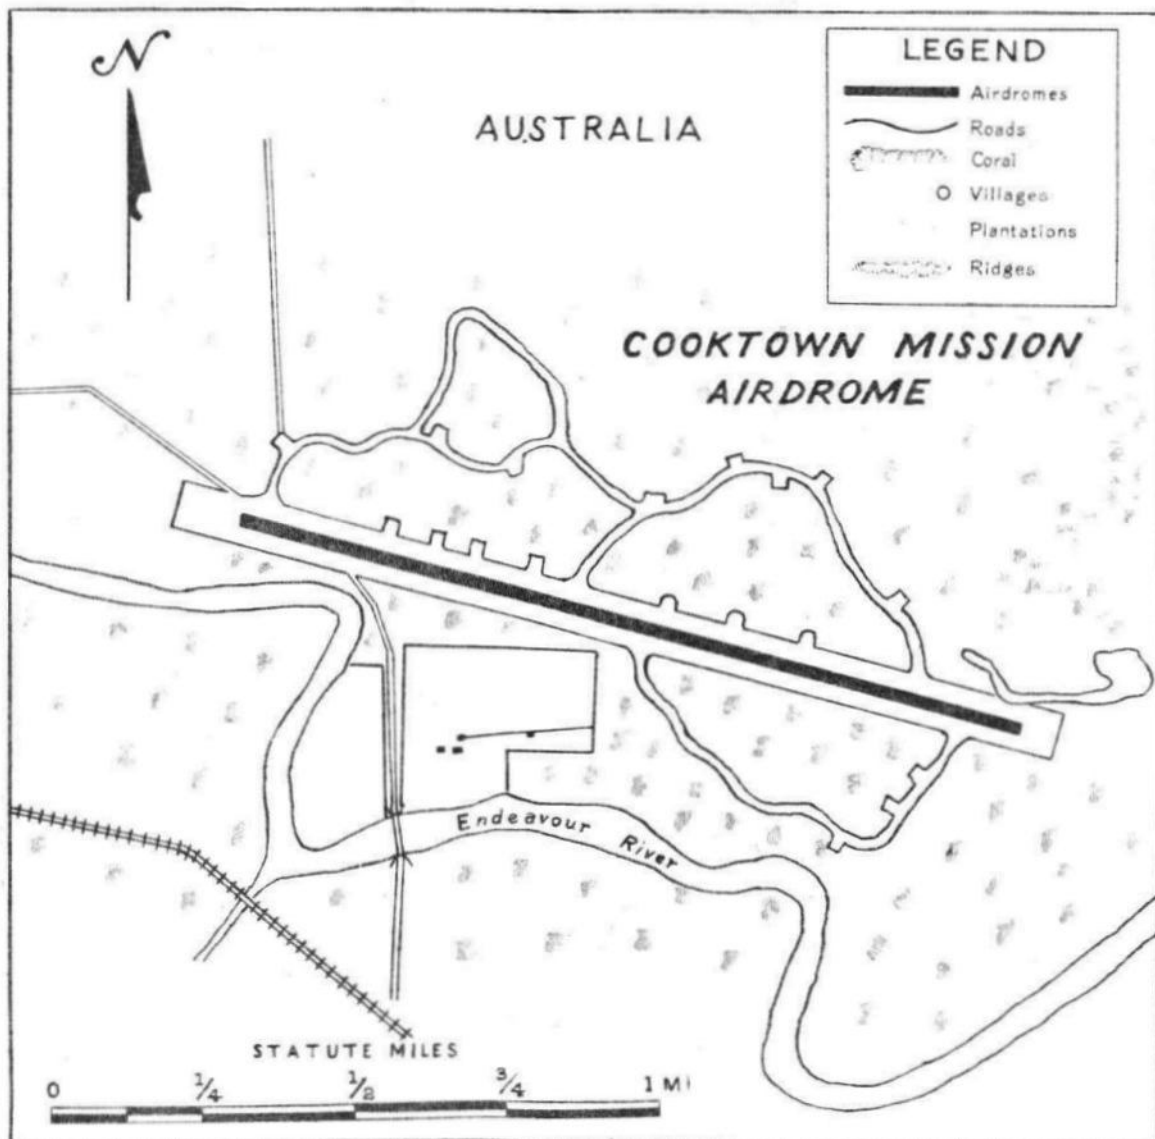 N
AUSTRALIA
LEGEND
Airdromes
Roads
Coral
Villages
Plantations
Ridges
COOKTOWN MISSION
AIRDROME
Endeavour
River
STATUTE MILES
0 1/4 1/2 3/4 1 MI